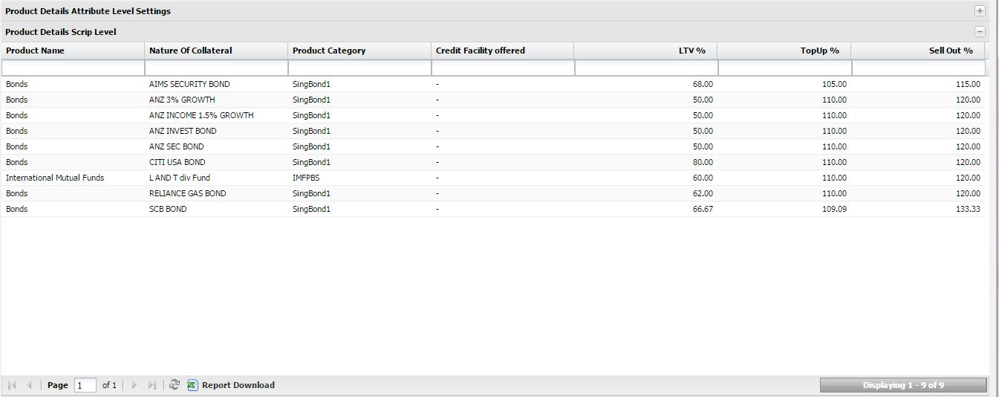 Product Details Attribute Level Settings
Product Details Scrip Level
Product Name Nature Of Collateral Product Category Credit Facility offered LTV % TopUp % Sell Out %
Bonds AIMS SECURITY BOND SingBond1 - 68.00 105.00 115.00
Bonds ANZ 3% GROWTH SingBond1 - 50.00 110.00 120.00
Bonds ANZ INCOME 1.5% GROWTH SingBond1 - 50.00 110.00 120.00
Bonds ANZ INVEST BOND SingBond1 - 50.00 110.00 120.00
Bonds ANZ SEC BOND SingBond1 - 50.00 110.00 120.00
Bonds CITI USA BOND SingBond1 - 80.00 110.00 120.00
International Mutual Funds L AND T div Fund IMFPBS - 60.00 110.00 120.00
Bonds RELIANCE GAS BOND SingBond1 - 62.00 110.00 120.00
Bonds SCB BOND SingBond1 - 66.67 109.09 133.33
Page 1 of 1 Report Download Displaying 1 - 9 of 9